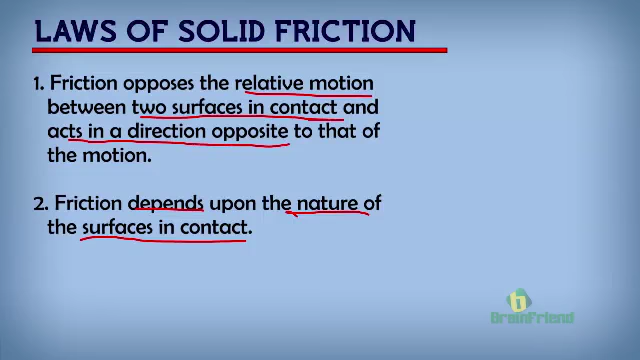 LAWS OF SOLID FRICTION
1. Friction opposes the relative motion
between two surfaces in contact and
acts in a direction opposite to that of
the motion.
2. Friction depends upon the nature of
the surfaces in contact.
BrainFriend